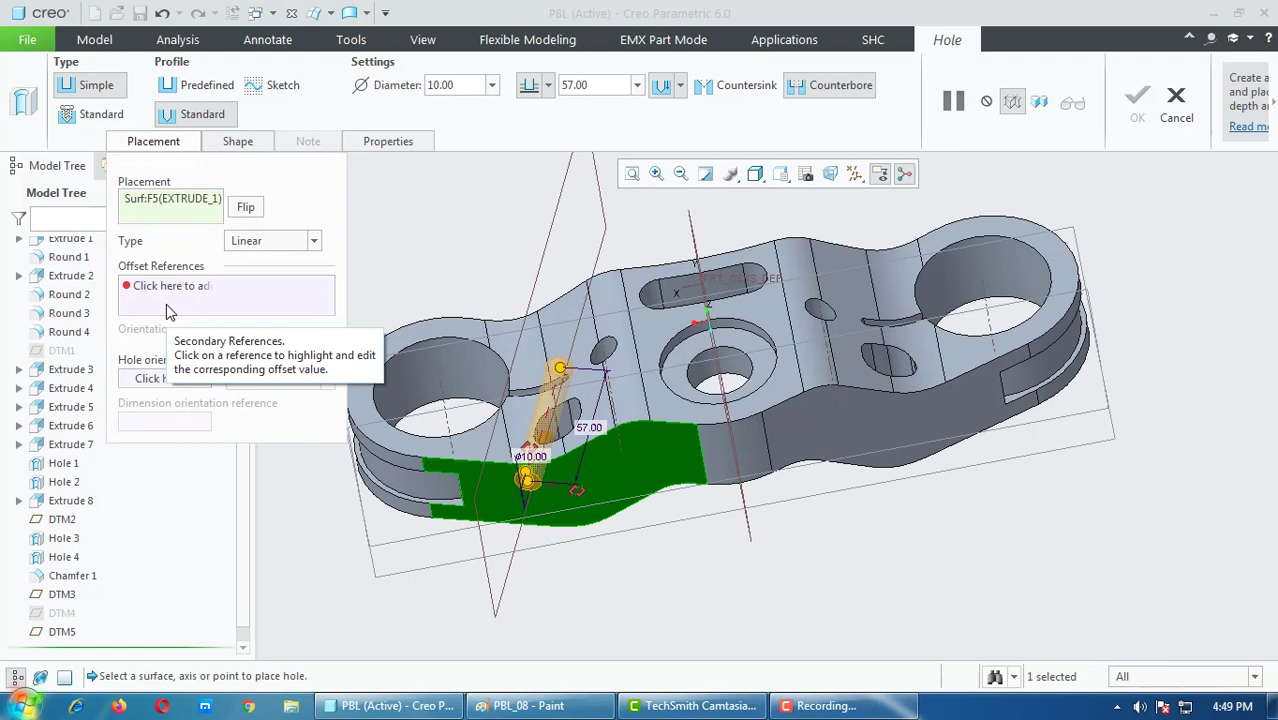 creo
PBL (Active) - Creo Parametric 6.0
File
Model
Analysis
Annotate
Tools
View
Flexible Modeling
EMX Part Mode
Applications
SHC
Hole
Type
Profile
Settings
Simple
Predefined
Sketch
Diameter:
10.00
57.00
Countersink
Counterbore
Standard
Standard
OK
Cancel
Create a
and place
depth ar
Read mo
Placement
Shape
Note
Properties
Model Tree
Model Tree
Placement
Surf:F5(EXTRUDE_1)
Flip
Type
Linear
Offset References
Click here to ad
Orientatio
Secondary References.
Click on a reference to highlight and edit
the corresponding offset value.
Hole orien
Click h
Dimension orientation reference
Extrude 1
Round 1
Extrude 2
Round 2
Round 3
Round 4
DTM1
Extrude 3
Extrude 4
Extrude 5
Extrude 6
Extrude 7
Hole 1
Hole 2
Extrude 8
DTM2
Hole 3
Hole 4
Chamfer 1
DTM3
DTM4
DTM5
X
57.00
ø10.00
Select a surface, axis or point to place hole.
1 selected
All
PBL (Active) - Creo P...
PBL_08 - Paint
TechSmith Camtasia...
Recording...
4:49 PM